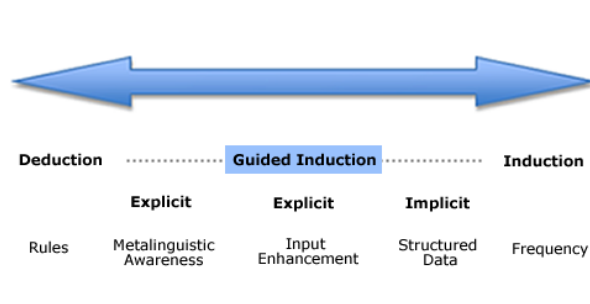 Deduction Guided Induction Induction
Explicit Explicit Implicit
Rules Metalinguistic Awareness Input Enhancement Structured Data Frequency